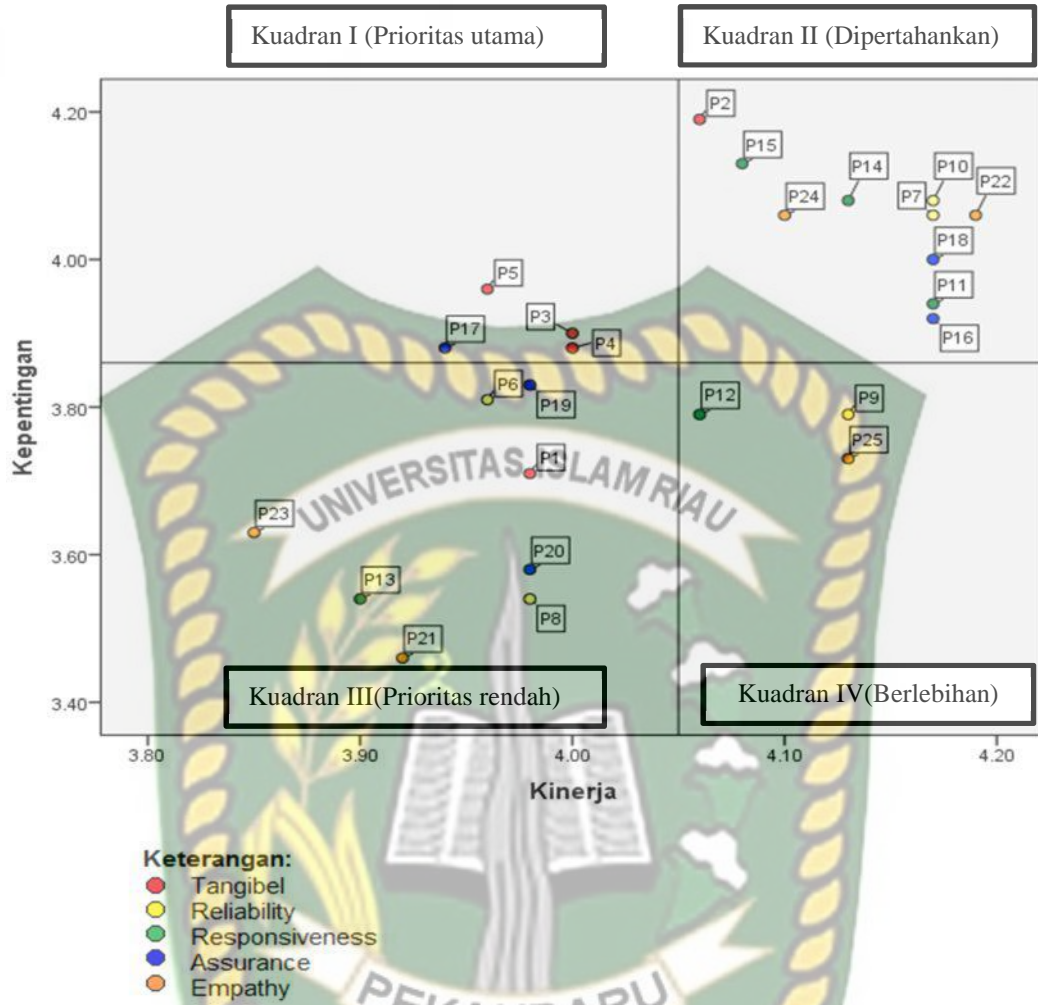 Kuadran I (Prioritas utama)
Kuadran II (Dipertahankan)
4.20
4.00
3.80
3.60
3.40
Kepentingan
P2
P15
P14
P10
P7
P22
P24
P18
P11
P16
P5
P3
P17
P4
P6
P19
P12
P9
P25
P1
UNIVERSITAS ISLAM RIAU
P23
P20
P13
P8
P21
Kuadran III(Prioritas rendah)
Kuadran IV(Berlebihan)
3.80
3.90
4.00
4.10
4.20
Kinerja
Keterangan:
Tangibel
Reliability
Responsiveness
Assurance
Empathy
PEKANBARU